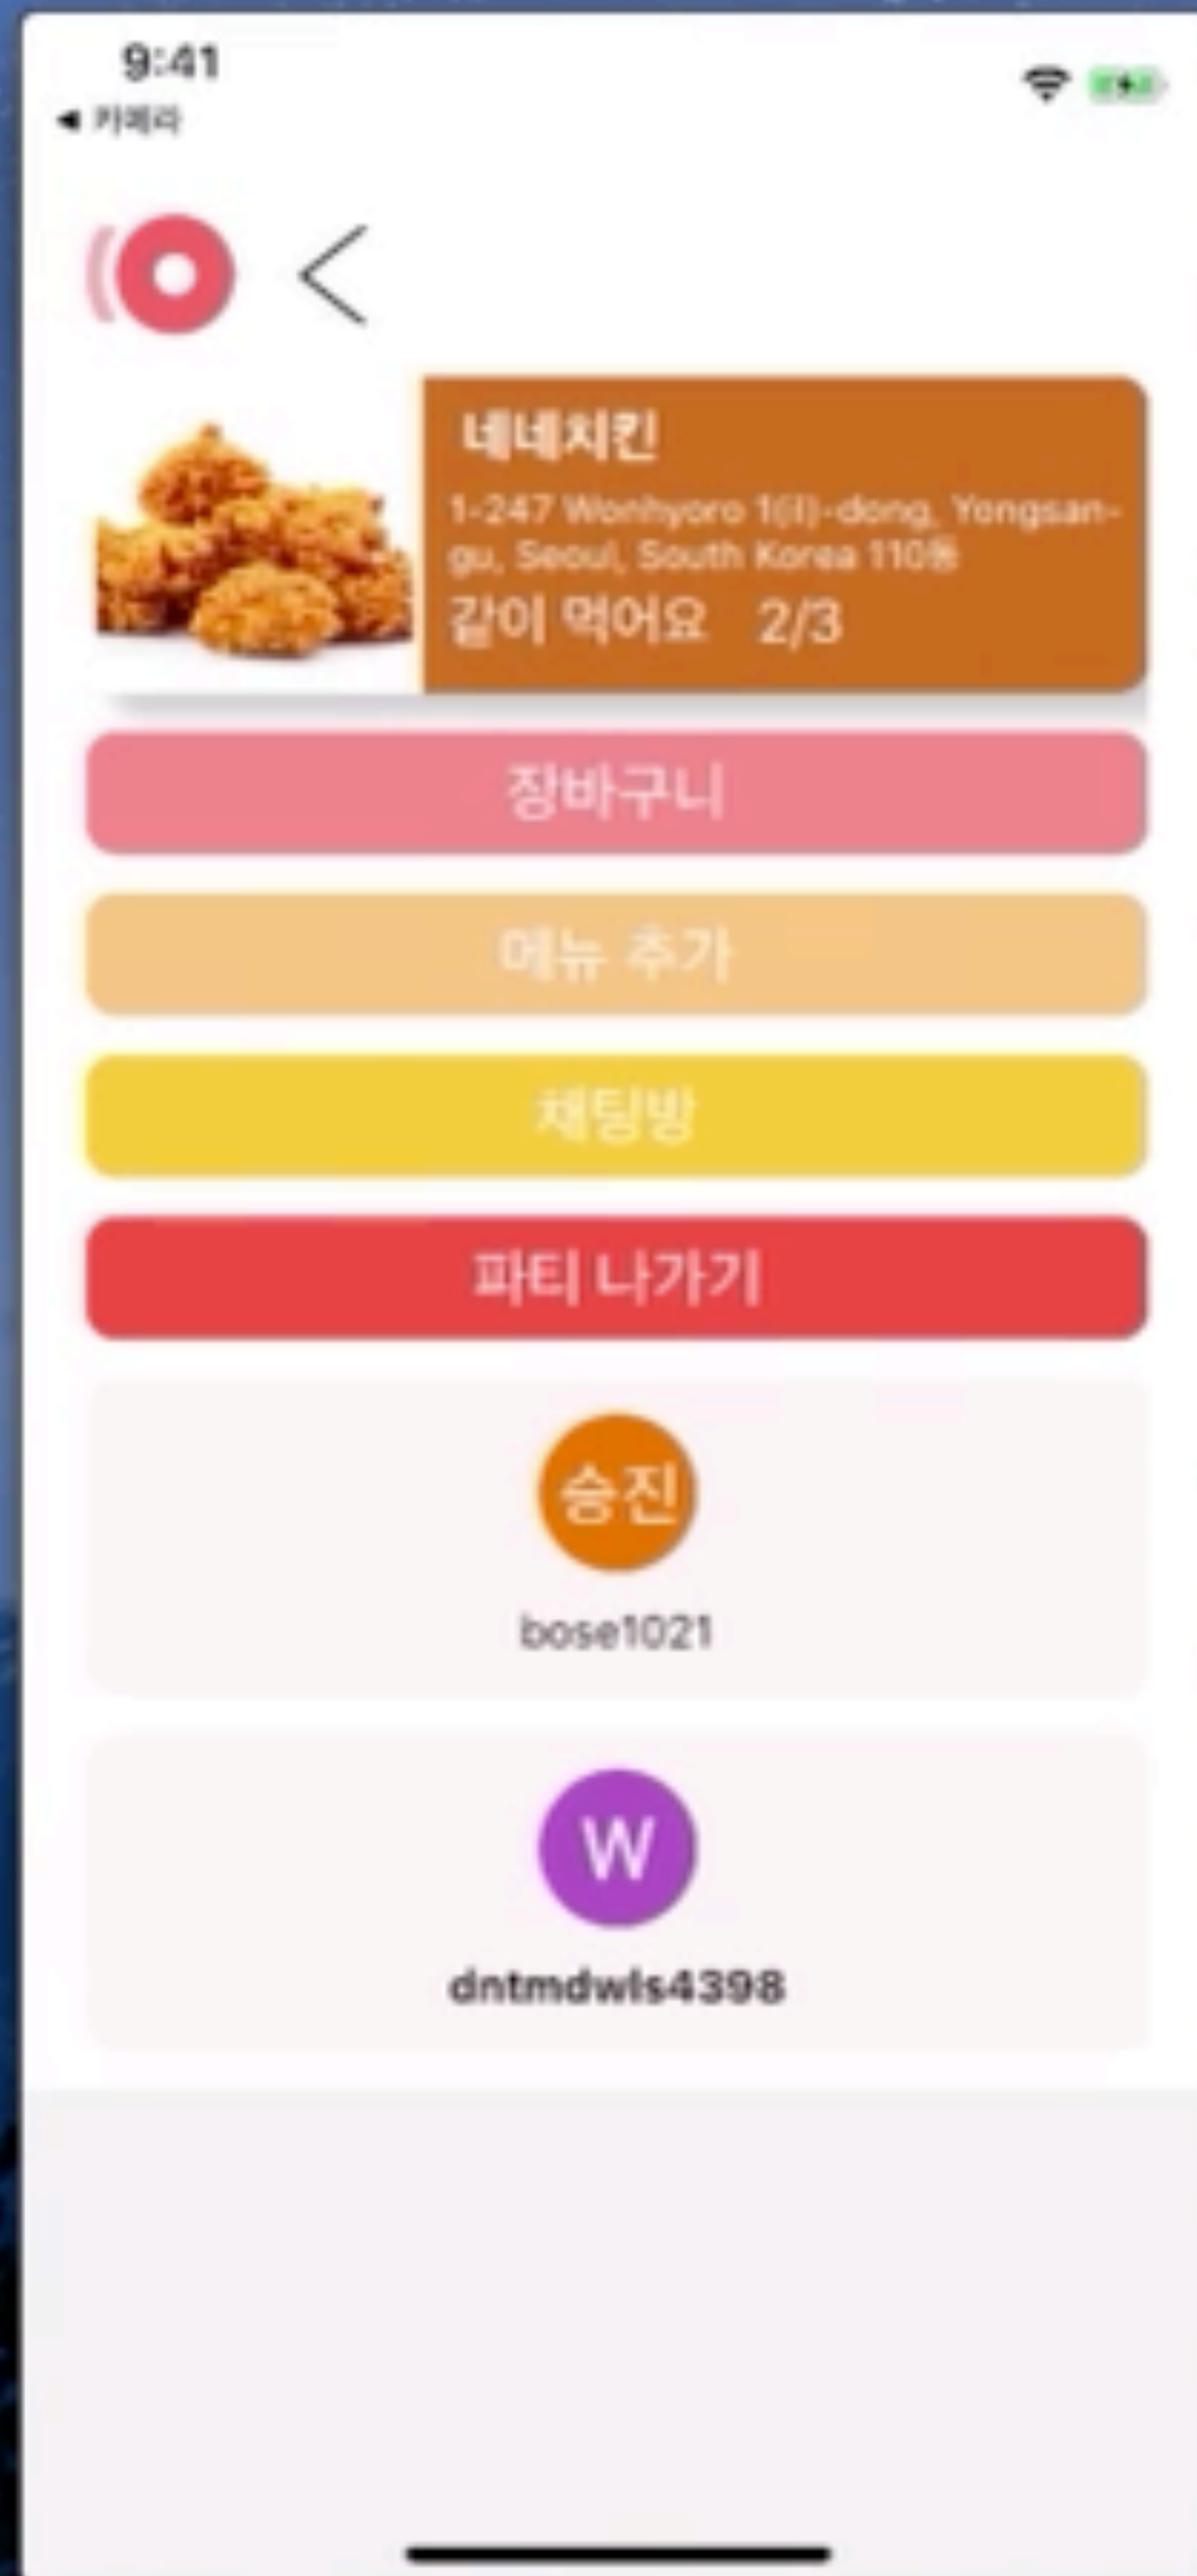 9:41
◀ 카메라
네네치킨
1-247 Wonhyoro 1(il)-dong, Yongsan-
gu, Seoul, South Korea 110동
같이 먹어요 2/3
장바구니
메뉴 추가
채팅방
파티 나가기
승진
bose1021
W
dntmdwls4398